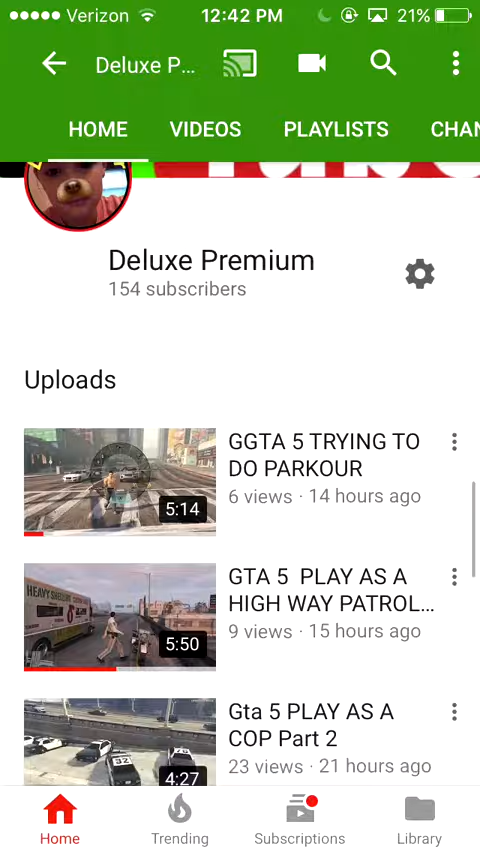 Verizon 12:42 PM 21%
Deluxe P...
HOME VIDEOS PLAYLISTS CHAN
Deluxe Premium
154 subscribers
Uploads
GGTA 5 TRYING TO
DO PARKOUR
6 views · 14 hours ago
5:14
GTA 5 PLAY AS A
HIGH WAY PATROL...
9 views · 15 hours ago
HEAVY
5:50
Gta 5 PLAY AS A
COP Part 2
23 views · 21 hours ago
32
4:27
Home Trending Subscriptions Library